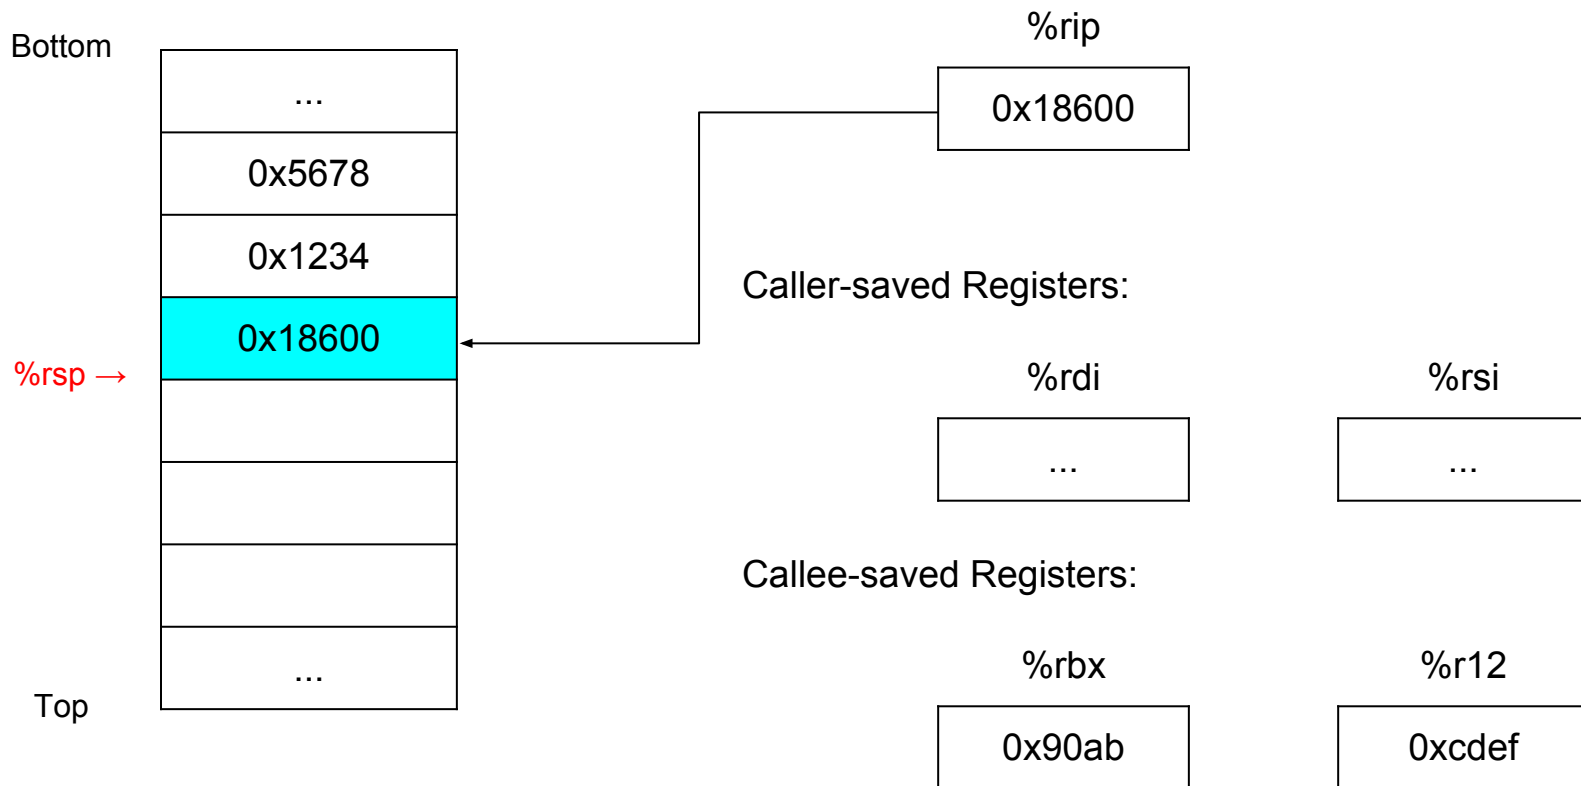 Bottom
...
0x5678
0x1234
0x18600
%rsp →
...
Top
%rip
0x18600
Caller-saved Registers:
%rdi %rsi
... ...
Callee-saved Registers:
%rbx %r12
0x90ab 0xcdef